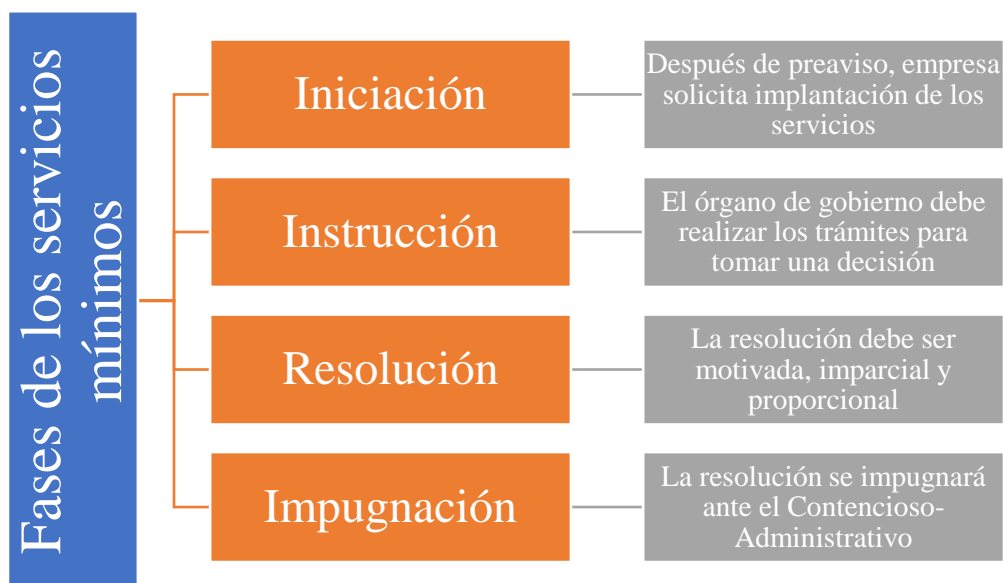 Fases de los servicios
mínimos
Iniciación
Después de preaviso, empresa
solicita implantación de los
servicios
Instrucción
El órgano de gobierno debe
realizar los trámites para
tomar una decisión
Resolución
La resolución debe ser
motivada, imparcial y
proporcional
Impugnación
La resolución se impugnará
ante el Contencioso-
Administrativo